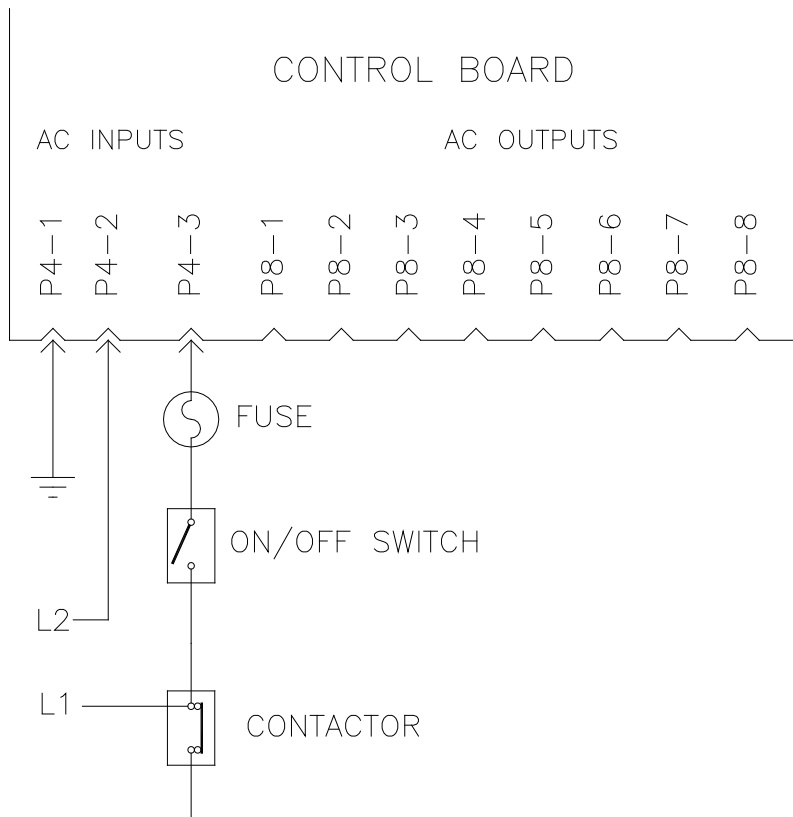 CONTROL BOARD
AC INPUTS
AC OUTPUTS
P4-1
P4-2
P4-3
P8-1
P8-2
P8-3
P8-4
P8-5
P8-6
P8-7
P8-8
FUSE
ON/OFF SWITCH
L2
L1
CONTACTOR